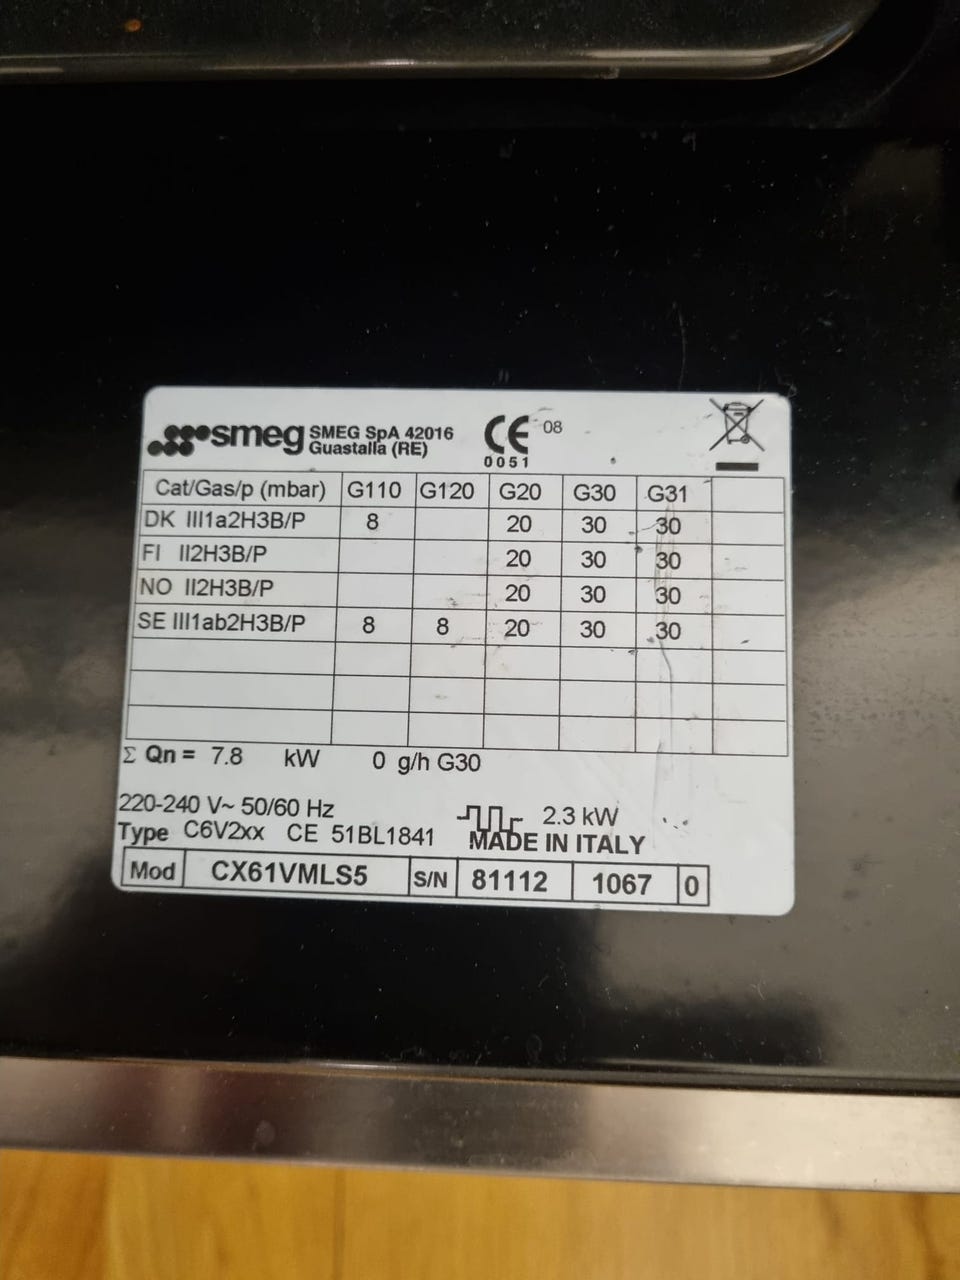 smeg SMEG SpA 42016 CE 08
Guastalla (RE) 0051
Cat/Gas/p (mbar) G110 G120 G20 G30 G31
DK III1a2H3B/P 8 20 30 30
FI II2H3B/P 20 30 30
NO II2H3B/P 20 30 30
SE III1ab2H3B/P 8 8 20 30 30
Σ Qn = 7.8 kW 0 g/h G30
220-240 V~ 50/60 Hz 2.3 kW
Type C6V2xx CE 51BL1841 MADE IN ITALY
Mod CX61VMLS5 S/N 81112 1067 0